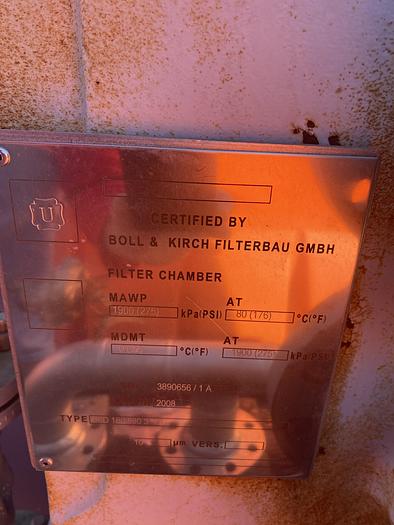 U
CERTIFIED BY
BOLL & KIRCH FILTERBAU GMBH
FILTER CHAMBER
MAWP AT
1900 (275) kPa(PSI) 80 (176) °C(°F)
MDMT AT
°C(°F) 1900 (275) kPa(PSI)
3890656 / 1 A
2008
TYPE
µm VERS.